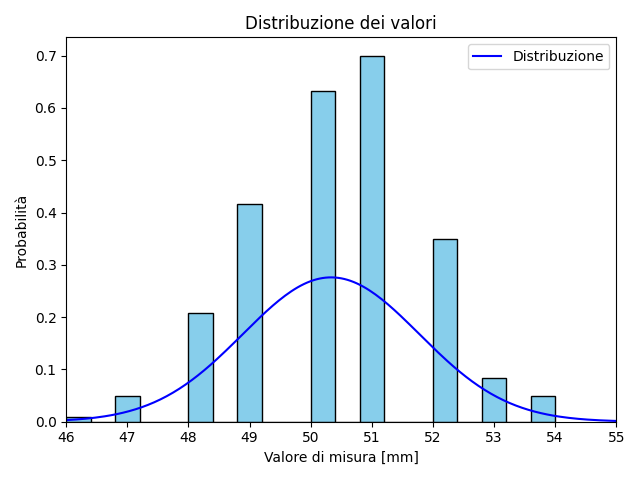 Distribuzione dei valori
Distribuzione
Probabilità
0.7
0.6
0.5
0.4
0.3
0.2
0.1
0.0
46 47 48 49 50 51 52 53 54 55
Valore di misura [mm]